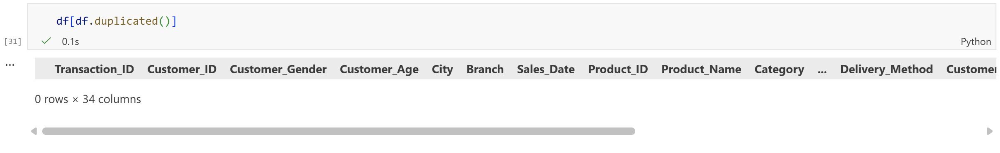 df[df.duplicated()]
[31] 0.1s Python
...
Transaction_ID Customer_ID Customer_Gender Customer_Age City Branch Sales_Date Product_ID Product_Name Category ... Delivery_Method Customer
0 rows × 34 columns